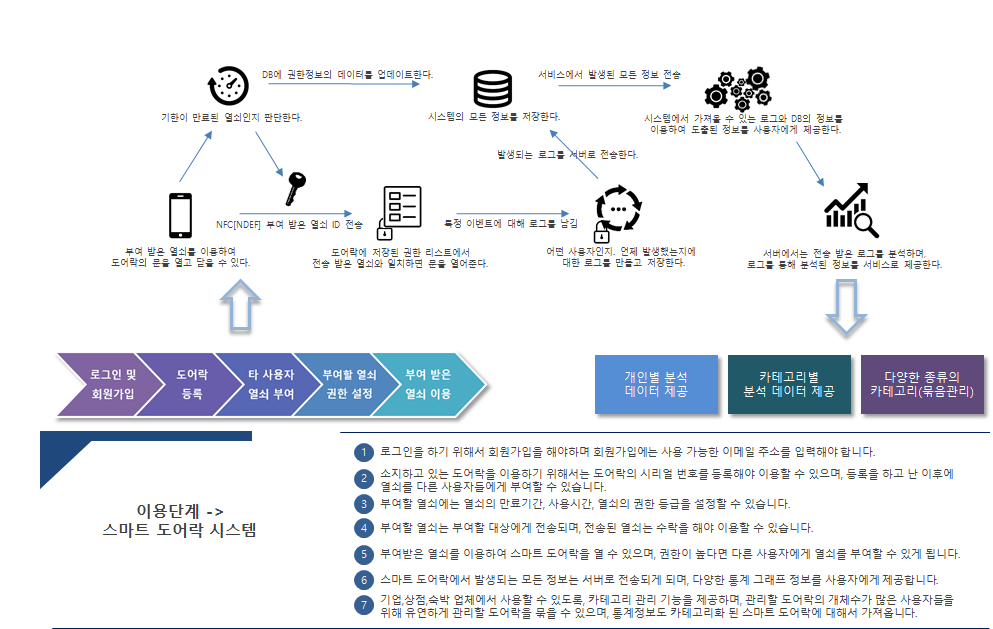 DB에 권한정보의 데이터를 업데이트한다.
서비스에서 발생된 모든 정보 전송
기한이 만료된 열쇠인지 판단한다.
시스템의 모든 정보를 저장한다.
시스템에서 가져올 수 있는 로그와 DB의 정보를
이용하여 도출된 정보를 사용자에게 제공한다.
발생되는 로그를 서버로 전송한다.
NFC[NDEF] 부여 받은 열쇠 ID 전송
특정 이벤트에 대해 로그를 남김
부여 받은 열쇠를 이용하여
도어락의 문을 열고 닫을 수 있다.
도어락에 저장된 권한 리스트에서
전송 받은 열쇠와 일치하면 문을 열어준다.
어떤 사용자인지. 언제 발생했는지에
대한 로그를 만들고 저장한다.
서버에서는 전송 받은 로그를 분석하며,
로그를 통해 분석된 정보를 서비스로 제공한다.
로그인 및
회원가입
도어락
등록
타 사용자
열쇠 부여
부여할 열쇠
권한 설정
부여 받은
열쇠 이용
개인별 분석
데이터 제공
카테고리별
분석 데이터 제공
다양한 종류의
카테고리(묶음관리)
이용단계 ->
스마트 도어락 시스템
1 로그인을 하기 위해서 회원가입을 해야하며 회원가입에는 사용 가능한 이메일 주소를 입력해야 합니다.
2 소지하고 있는 도어락을 이용하기 위해서는 도어락의 시리얼 번호를 등록해야 이용할 수 있으며, 등록을 하고 난 이후에
열쇠를 다른 사용자들에게 부여할 수 있습니다.
3 부여할 열쇠에는 열쇠의 만료기간, 사용시간, 열쇠의 권한 등급을 설정할 수 있습니다.
4 부여할 열쇠는 부여할 대상에게 전송되며, 전송된 열쇠는 수락을 해야 이용할 수 있습니다.
5 부여받은 열쇠를 이용하여 스마트 도어락을 열 수 있으며, 권한이 높다면 다른 사용자에게 열쇠를 부여할 수 있게 됩니다.
6 스마트 도어락에서 발생되는 모든 정보는 서버로 전송되게 되며, 다양한 통계 그래프 정보를 사용자에게 제공합니다.
7 기업,상점,숙박 업체에서 사용할 수 있도록, 카테고리 관리 기능을 제공하며, 관리할 도어락의 개체수가 많은 사용자들을
위해 유연하게 관리할 도어락을 묶을 수 있으며, 통계정보도 카테고리화 된 스마트 도어락에 대해서 가져옵니다.